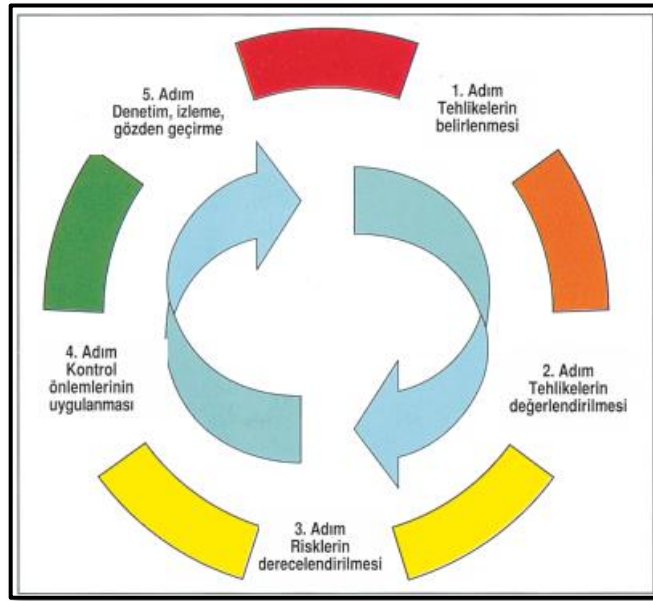 1. Adım
Tehlikelerin
belirlenmesi
2. Adım
Tehlikelerin
değerlendirilmesi
3. Adım
Risklerin
derecelendirilmesi
4. Adım
Kontrol
önlemlerinin
uygulanması
5. Adım
Denetim, izleme,
gözden geçirme